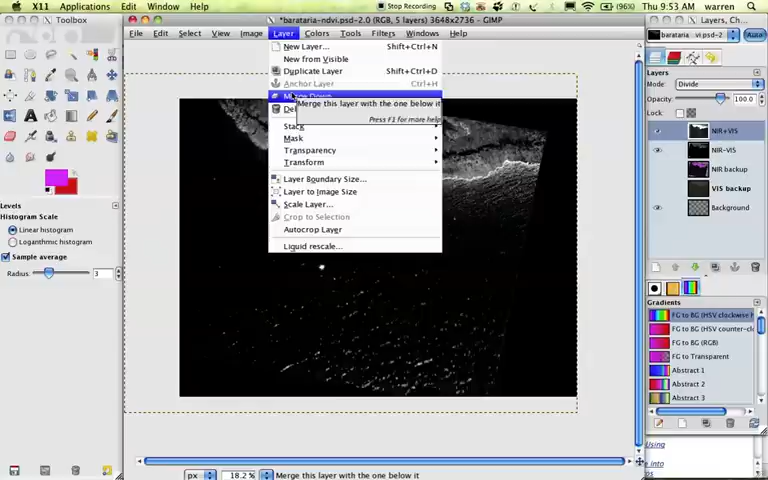 X11 Applications Edit Window Help
Stop Recording
(96%) Thu 9:53 AM warren
Toolbox
*barataria-ndvi.psd-2.0 (RGB, 5 layers) 3648x2736 – GIMP
Layers, Ch...
File Edit Select View Image Layer Colors Tools Filters Windows Help
Auto
New Layer... Shift+Ctrl+N
New from Visible
Duplicate Layer Shift+Ctrl+D
Anchor Layer Ctrl+H
Merge Down
Merge this layer with the one below it
Press F1 for more help
Stack
Mask
Transparency
Transform
Layer Boundary Size...
Layer to Image Size
Scale Layer...
Crop to Selection
Autocrop Layer
Liquid rescale...
Levels
Histogram Scale
Linear histogram
Logarithmic histogram
Sample average
Radius: 3
Layers
Mode: Divide
Opacity: 100.0
Lock:
NIR+VIS
NIR-VIS
NIR backup
VIS backup
Background
Gradients
FG to BG (HSV clockwise h
FG to BG (HSV counter-clo
FG to BG (RGB)
FG to Transparent
Abstract 1
Abstract 2
Abstract 3
Using
into
px 18.2% Merge this layer with the one below it